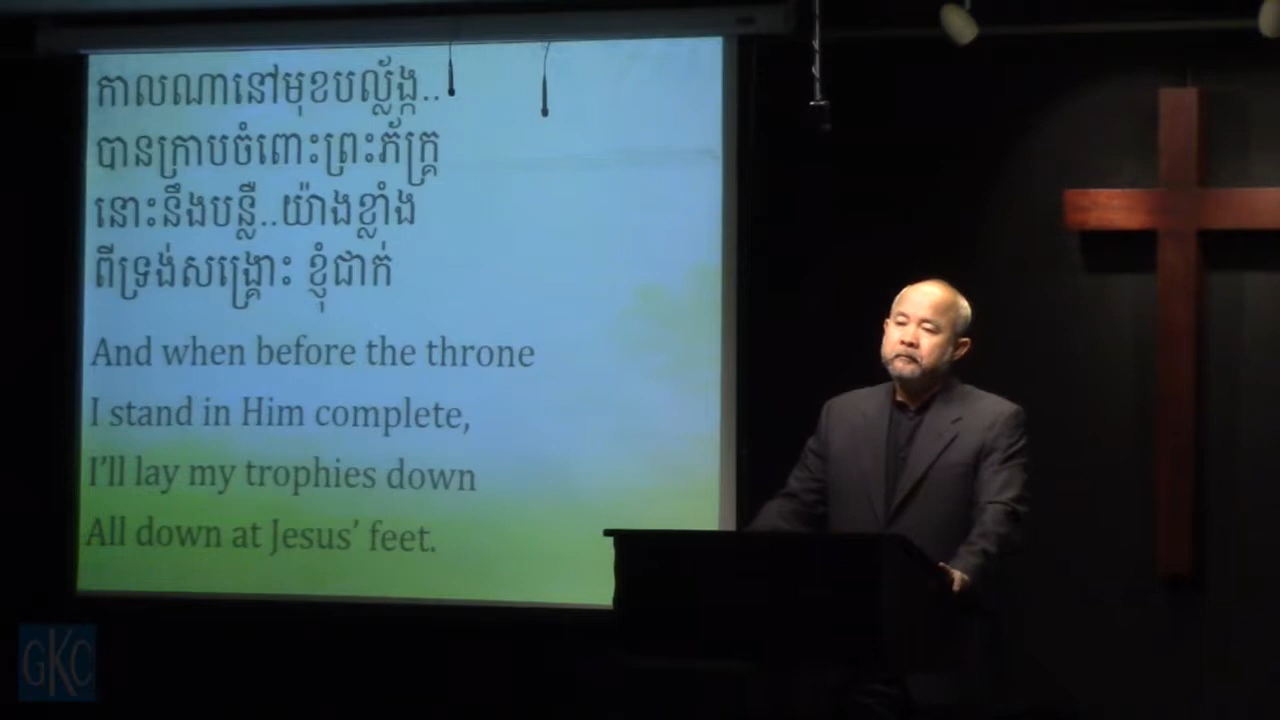 កាលណានៅមុខបល្ល័ង្ក..
បានក្រាបចំពោះព្រះភ័ក្រ្ត
នោះនឹងបន្លឺ..យ៉ាងខ្លាំង
ពីទ្រង់សង្គ្រោះ ខ្ញុំជាក់
And when before the throne
I stand in Him complete,
I'll lay my trophies down
All down at Jesus' feet.
GKC